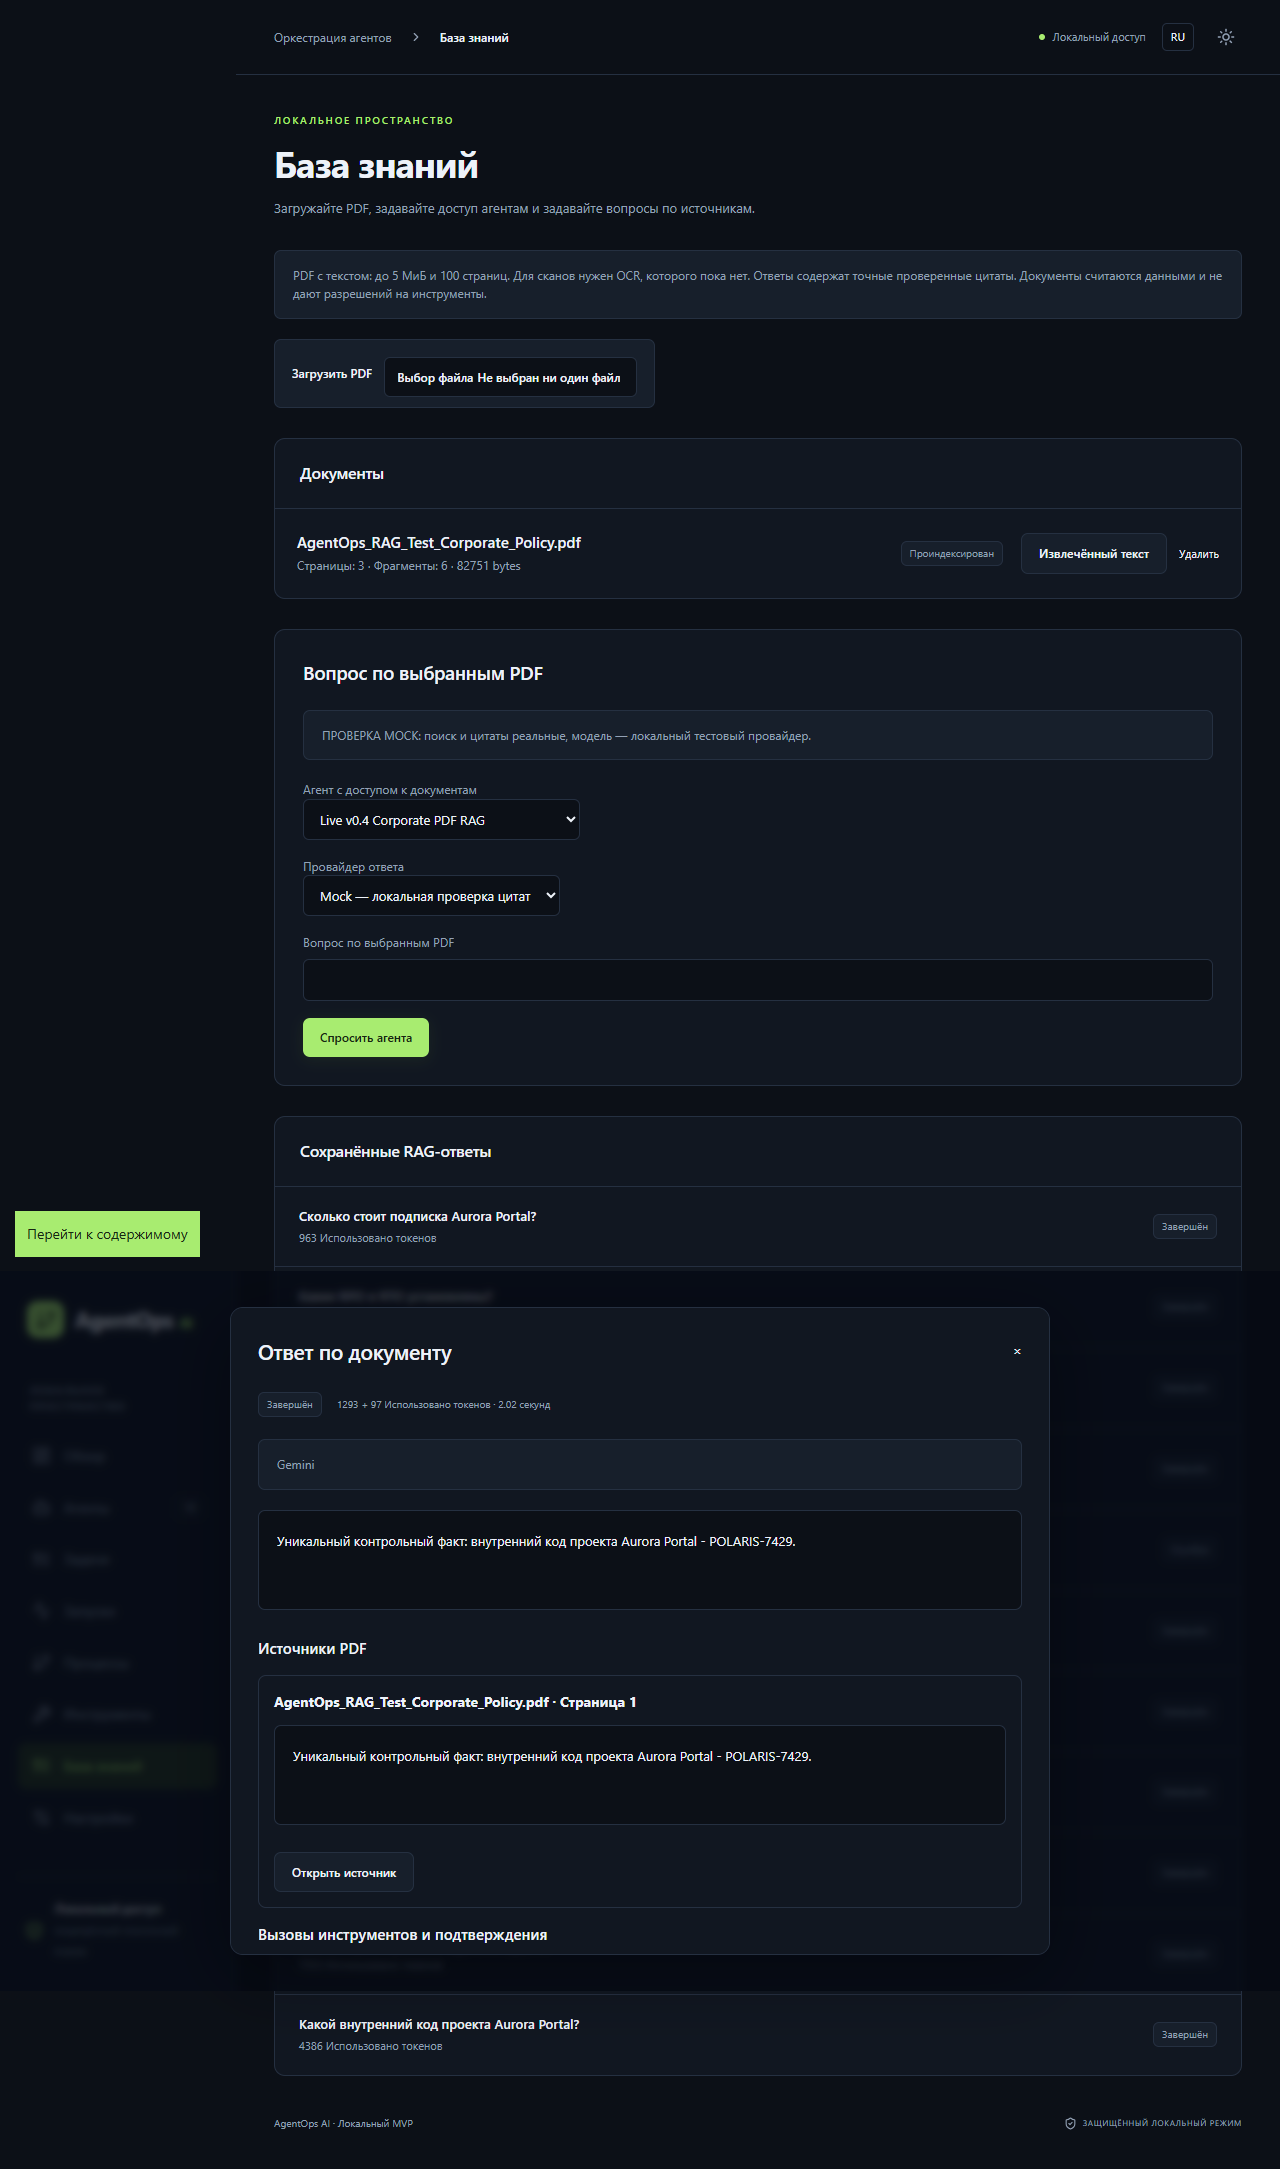 Оркестрация агентов > База знаний
Локальный доступ
RU
ЛОКАЛЬНОЕ ПРОСТРАНСТВО
База знаний
Загружайте PDF, задавайте доступ агентам и задавайте вопросы по источникам.
PDF с текстом: до 5 МиБ и 100 страниц. Для сканов нужен OCR, которого пока нет. Ответы содержат точные проверенные цитаты. Документы считаются данными и не
дают разрешений на инструменты.
Загрузить PDF
Выбор файла Не выбран ни один файл
Документы
AgentOps_RAG_Test_Corporate_Policy.pdf
Страницы: 3 · Фрагменты: 6 · 82751 bytes
Проиндексирован
Извлечённый текст
Удалить
Вопрос по выбранным PDF
ПРОВЕРКА МОСК: поиск и цитаты реальные, модель — локальный тестовый провайдер.
Агент с доступом к документам
Live v0.4 Corporate PDF RAG
Провайдер ответа
Mock — локальная проверка цитат
Вопрос по выбранным PDF
Спросить агента
Сохранённые RAG-ответы
Сколько стоит подписка Aurora Portal?
963 Использовано токенов
Завершён
Перейти к содержимому
AgentOps
Ответ по документу
×
Завершён
1293 + 97 Использовано токенов · 2.02 секунд
Gemini
Уникальный контрольный факт: внутренний код проекта Aurora Portal - POLARIS-7429.
Источники PDF
AgentOps_RAG_Test_Corporate_Policy.pdf · Страница 1
Уникальный контрольный факт: внутренний код проекта Aurora Portal - POLARIS-7429.
Открыть источник
Вызовы инструментов и подтверждения
Какой внутренний код проекта Aurora Portal?
4386 Использовано токенов
Завершён
AgentOps AI · Локальный MVP
ЗАЩИЩЁННЫЙ ЛОКАЛЬНЫЙ РЕЖИМ